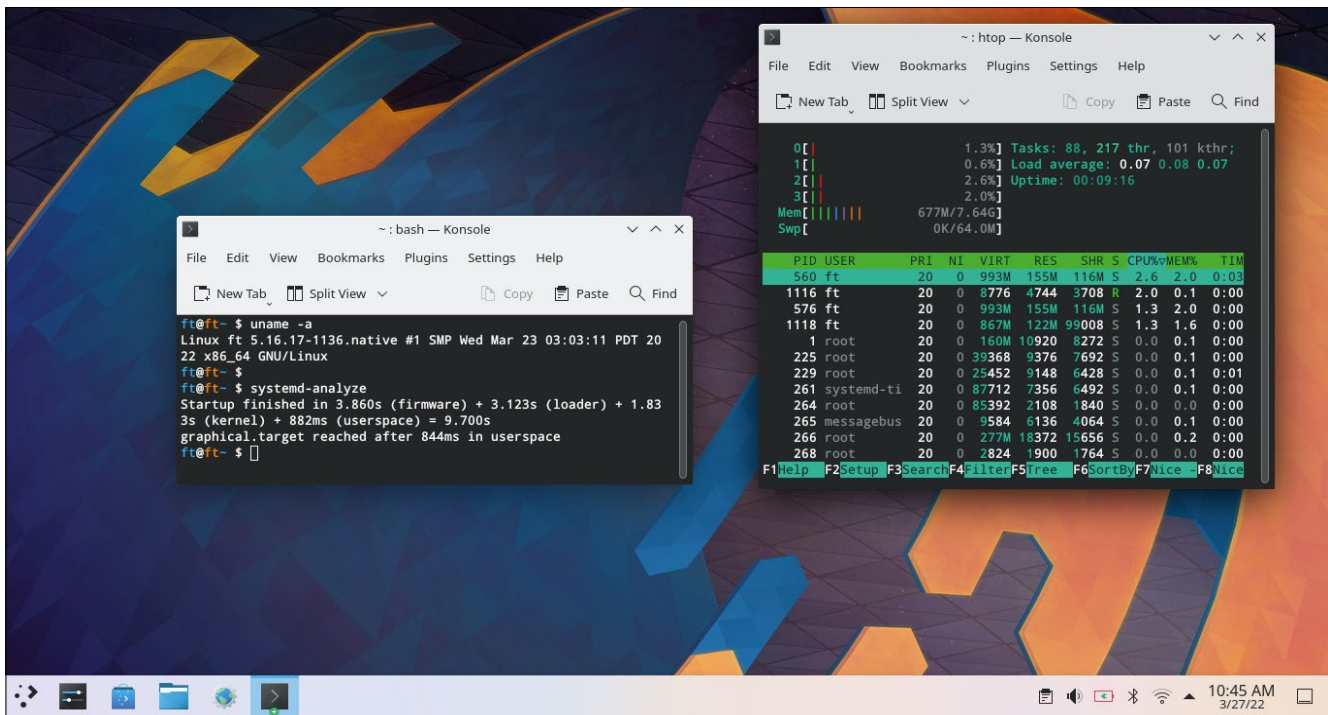 ~ : bash — Konsole
File Edit View Bookmarks Plugins Settings Help
New Tab Split View Copy Paste Find
ft@ft~ $ uname -a
Linux ft 5.16.17-1136.native #1 SMP Wed Mar 23 03:03:11 PDT 20
22 x86_64 GNU/Linux
ft@ft~ $
ft@ft~ $ systemd-analyze
Startup finished in 3.860s (firmware) + 3.123s (loader) + 1.83
3s (kernel) + 882ms (userspace) = 9.700s
graphical.target reached after 844ms in userspace
ft@ft~ $
~ : htop — Konsole
File Edit View Bookmarks Plugins Settings Help
New Tab Split View Copy Paste Find
0[| 1.3%] Tasks: 88, 217 thr, 101 kthr;
1[| 0.6%] Load average: 0.07 0.08 0.07
2[|| 2.6%] Uptime: 00:09:16
3[|| 2.0%]
Mem[||||||| 677M/7.64G]
Swp[ 0K/64.0M]
PID USER PRI NI VIRT RES SHR S CPU%▽MEM% TIM
560 ft 20 0 993M 155M 116M S 2.6 2.0 0:03
1116 ft 20 0 8776 4744 3708 R 2.0 0.1 0:00
576 ft 20 0 993M 155M 116M S 1.3 2.0 0:00
1118 ft 20 0 867M 122M 99008 S 1.3 1.6 0:00
1 root 20 0 160M 10920 8272 S 0.0 0.1 0:00
225 root 20 0 39368 9376 7692 S 0.0 0.1 0:00
229 root 20 0 25452 9148 6428 S 0.0 0.1 0:01
261 systemd-ti 20 0 87712 7356 6492 S 0.0 0.1 0:00
264 root 20 0 85392 2108 1840 S 0.0 0.0 0:00
265 messagebus 20 0 9584 6136 4064 S 0.0 0.1 0:00
266 root 20 0 277M 18372 15656 S 0.0 0.2 0:00
268 root 20 0 2824 1900 1764 S 0.0 0.0 0:00
F1Help F2Setup F3SearchF4FilterF5Tree F6SortByF7Nice -F8Nice
10:45 AM
3/27/22